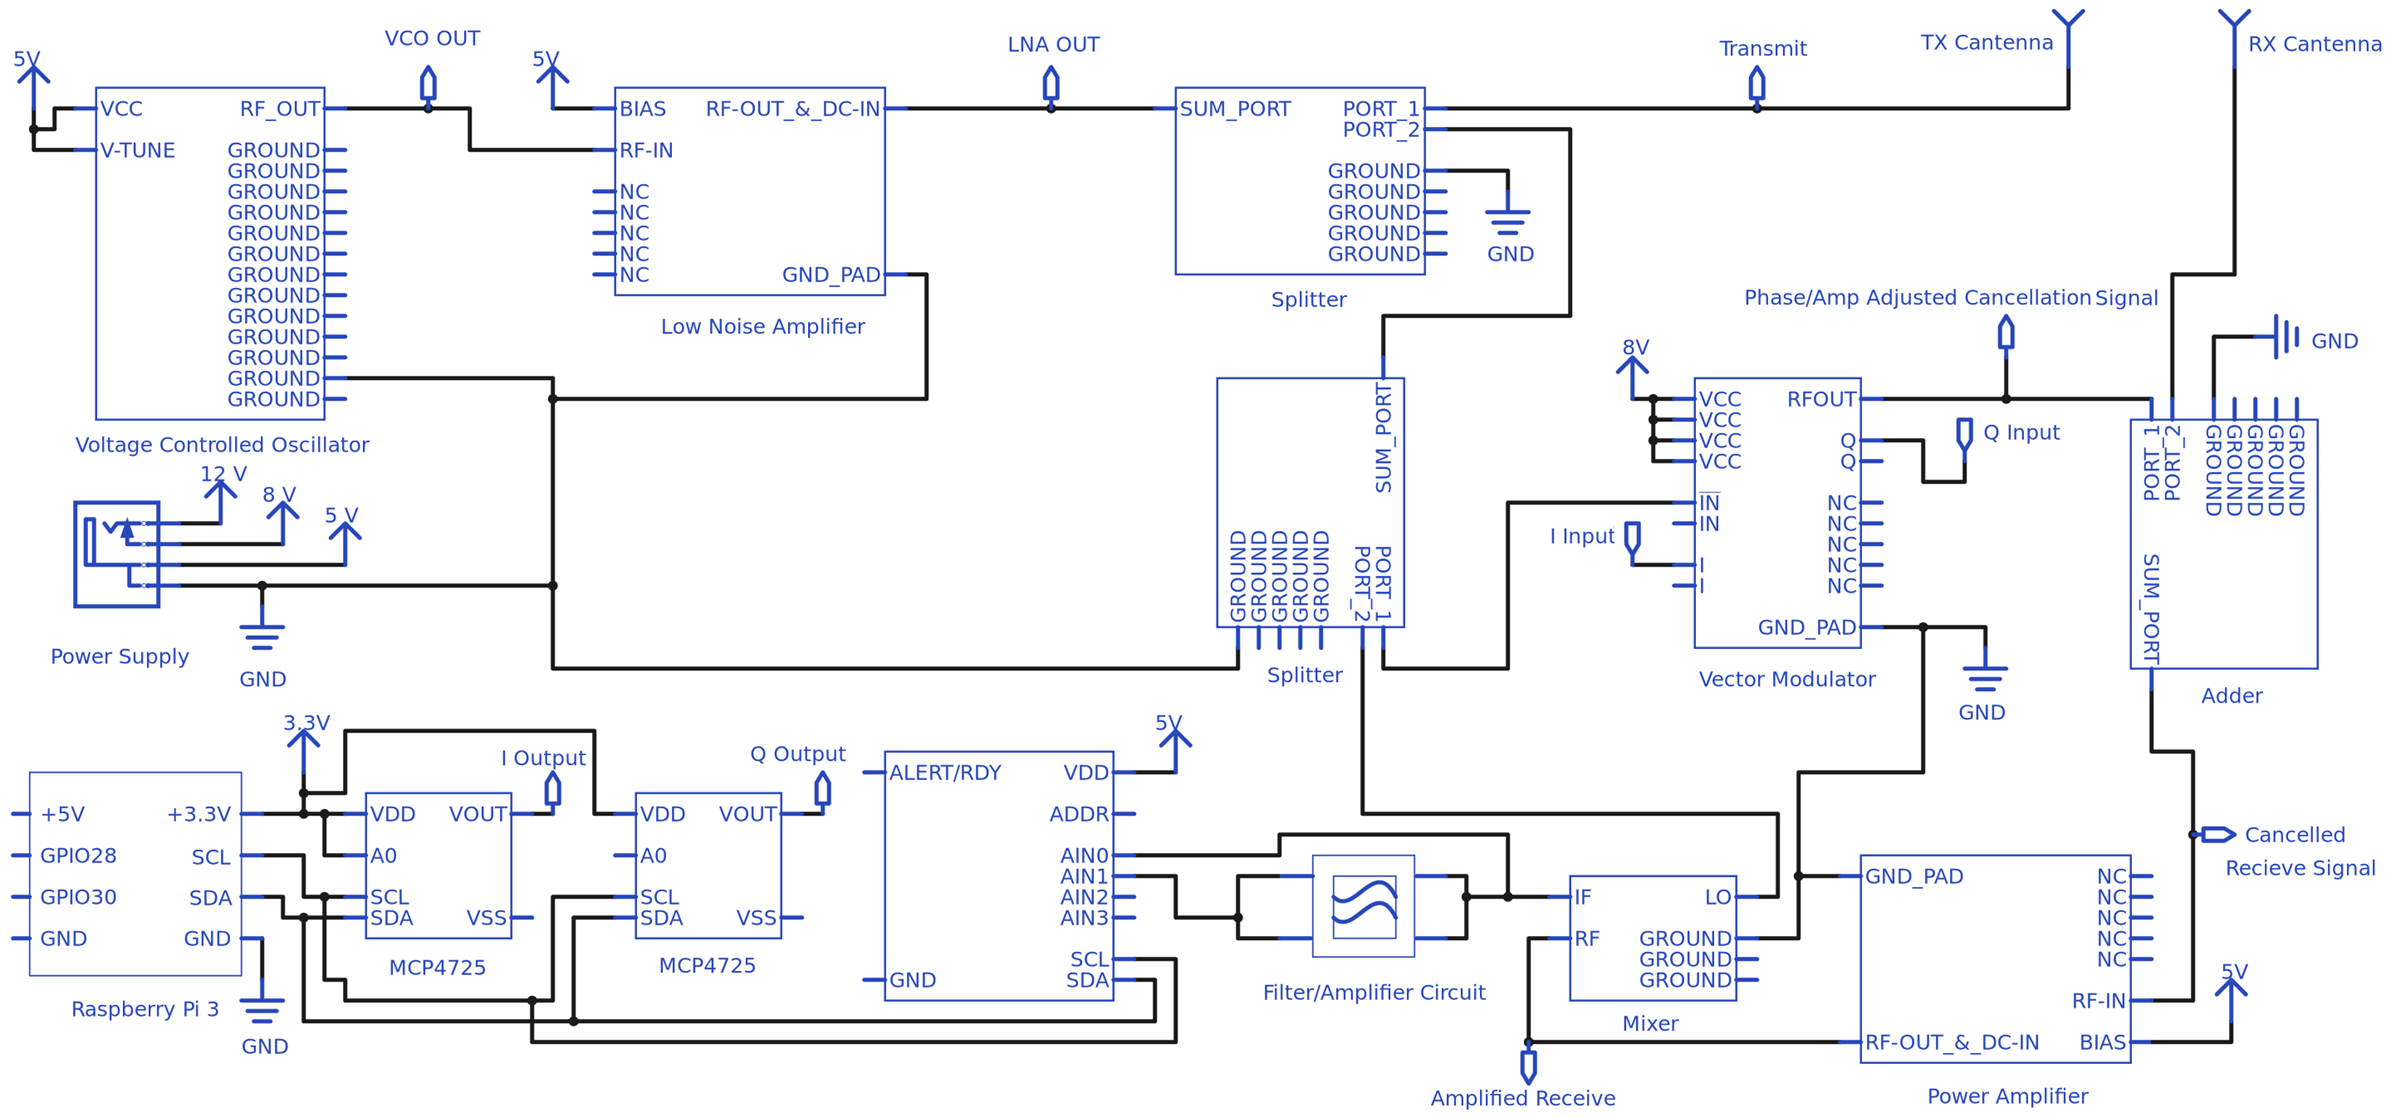 VCO OUT
LNA OUT
Transmit
TX Cantenna
RX Cantenna
5V
VCC
V-TUNE
RF_OUT
GROUND
GROUND
GROUND
GROUND
GROUND
GROUND
GROUND
GROUND
GROUND
GROUND
GROUND
GROUND
GROUND
Voltage Controlled Oscillator
5V
BIAS
RF-IN
NC
NC
NC
NC
NC
RF-OUT_&_DC-IN
GND_PAD
Low Noise Amplifier
SUM_PORT
PORT_1
PORT_2
GROUND
GROUND
GROUND
GROUND
GROUND
GND
Splitter
12 V
8 V
5 V
Power Supply
GND
SUM_PORT
GROUND
GROUND
GROUND
GROUND
GROUND
PORT_2
PORT_1
Splitter
Phase/Amp Adjusted Cancellation Signal
8V
VCC
VCC
VCC
VCC
IN
IN
I
I
I Input
RFOUT
Q
Q
Q Input
NC
NC
NC
NC
NC
GND_PAD
GND
Vector Modulator
GND
PORT_1
PORT_2
GROUND
GROUND
GROUND
GROUND
GROUND
SUM_PORT
Adder
3.3V
+5V
GPIO28
GPIO30
GND
+3.3V
SCL
SDA
GND
Raspberry Pi 3
GND
I Output
VDD
A0
SCL
SDA
VOUT
VSS
MCP4725
Q Output
VDD
A0
SCL
SDA
VOUT
VSS
MCP4725
5V
ALERT/RDY
GND
VDD
ADDR
AIN0
AIN1
AIN2
AIN3
SCL
SDA
Filter/Amplifier Circuit
IF
RF
LO
GROUND
GROUND
GROUND
Mixer
Amplified Receive
Cancelled
Recieve Signal
GND_PAD
RF-OUT_&_DC-IN
NC
NC
NC
NC
NC
RF-IN
BIAS
5V
Power Amplifier